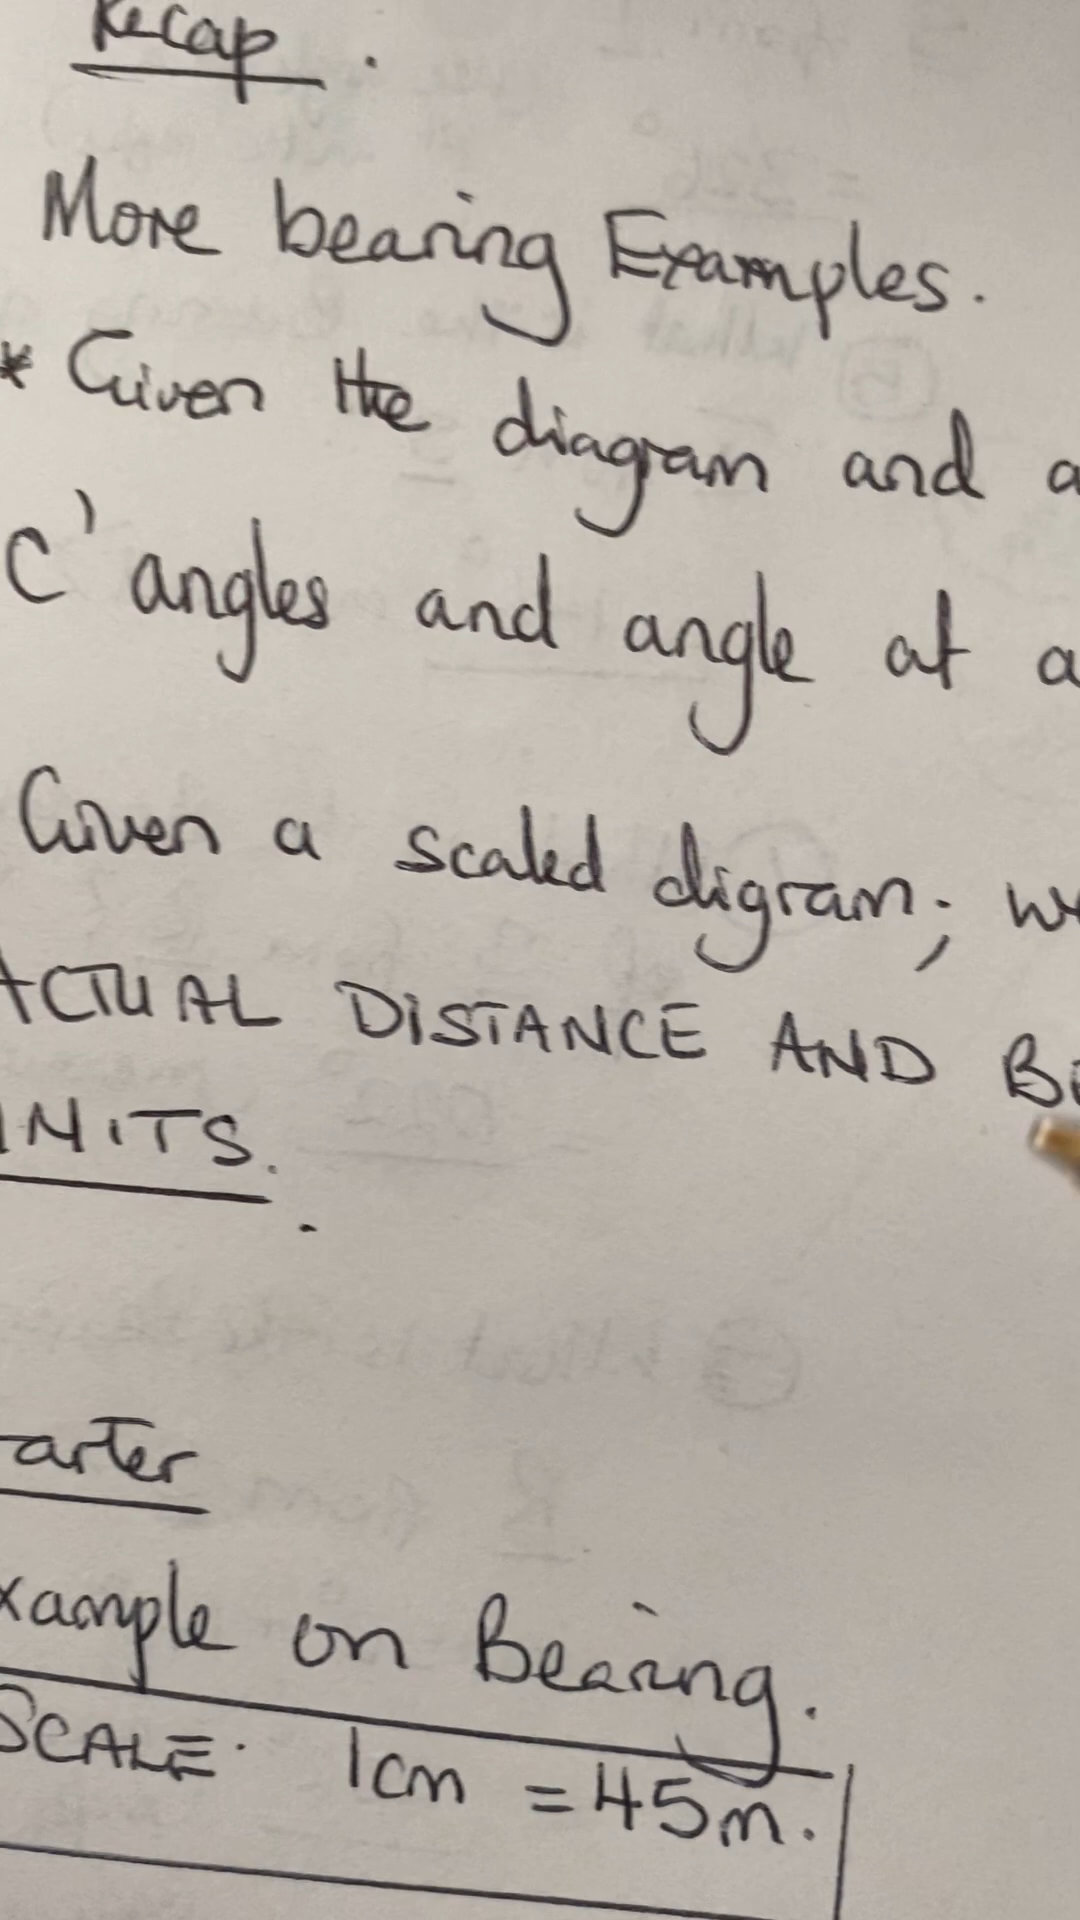 Recap.
More bearing Examples.
* Given the diagram and
C' angles and angle at
Given a scaled digram;
ACTUAL DISTANCE AND
arter
xample on Bearing.
SCALE. 1cm = 45m.